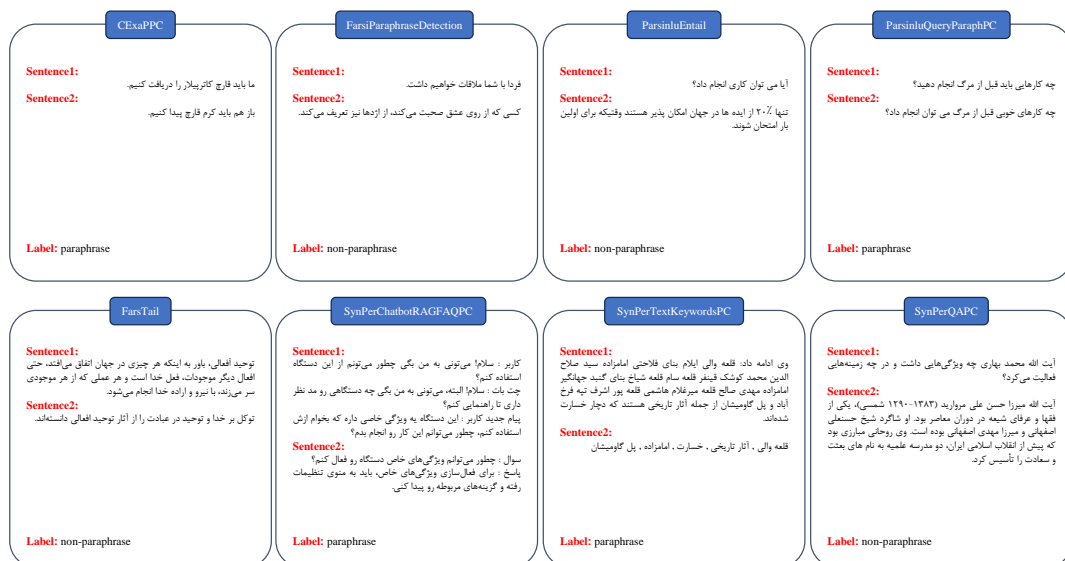 CExaPPC
Sentence1:
ما باید قارچ کاترپیلار را دریافت کنیم.
Sentence2:
باز هم باید کرم قارچ پیدا کنیم.
Label: paraphrase
FarsiParaphraseDetection
Sentence1:
فردا با شما ملاقات خواهیم داشت.
Sentence2:
کسی که از روی عشق صحبت می‌کند، از اژدها نیز تعریف می‌کند.
Label: non-paraphrase
ParsinluEntail
Sentence1:
آیا می توان کاری انجام داد؟
Sentence2:
تنها ۲۰٪ از ایده ها در جهان امکان پذیر هستند وقتیکه برای اولین
بار امتحان شوند.
Label: non-paraphrase
ParsinluQueryParaphPC
Sentence1:
چه کارهایی باید قبل از مرگ انجام دهید؟
Sentence2:
چه کارهای خوبی قبل از مرگ می توان انجام داد؟
Label: paraphrase
FarsTail
Sentence1:
توحید أفعالی، باور به اینکه هر چیزی در جهان اتفاق می‌افتد، حتی
افعال دیگر موجودات، فعل خدا است و هر عملی که از هر موجودی
سر می‌زند، با نیرو و اراده خدا انجام می‌شود.
Sentence2:
توکل بر خدا و توحید در عبادت را از آثار توحید افعالی دانسته‌اند.
Label: non-paraphrase
SynPerChatbotRAGFAQPC
Sentence1:
کاربر : سلام! می‌تونی به من بگی چطور می‌تونم از این دستگاه
استفاده کنم؟
چت بات : سلام! البته، می‌تونی به من بگی چه دستگاهی رو مد نظر
داری تا راهنمایی کنم؟
پیام جدید کاربر : این دستگاه یه ویژگی خاصی داره که بخوام ازش
استفاده کنم، چطور می‌توانم این کار رو انجام بدم؟
Sentence2:
سوال : چطور می‌توانم ویژگی‌های خاص دستگاه رو فعال کنم؟
پاسخ : برای فعال‌سازی ویژگی‌های خاص، باید به منوی تنظیمات
رفته و گزینه‌های مربوطه رو پیدا کنی.
Label: paraphrase
SynPerTextKeywordsPC
Sentence1:
وی ادامه داد: قلعه والی ایلام بنای فلاحتی امامزاده سید صلاح
الدین محمد کوشک قینفر قلعه سام قلعه شیاخ بنای گنبد جهانگیر
امامزاده مهدی صالح قلعه میرغلام هاشمی قلعه پور اشرف تپه فرخ
آباد و پل گاومیشان از جمله آثار تاریخی هستند که دچار خسارت
شده‌اند.
Sentence2:
قلعه والی , آثار تاریخی , خسارت , امامزاده , پل گاومیشان
Label: paraphrase
SynPerQAPC
Sentence1:
آیت الله محمد بهاری چه ویژگی‌هایی داشت و در چه زمینه‌هایی
فعالیت می‌کرد؟
Sentence2:
آیت الله میرزا حسن علی مروارید (۱۳۸۳-۱۲۹۰ شمسی)، یکی از
فقها و عرفای شیعه در دوران معاصر بود. او شاگرد شیخ حسنعلی
اصفهانی و میرزا مهدی اصفهانی بوده است. وی روحانی مبارزی بود
که پیش از انقلاب اسلامی ایران، دو مدرسه علمیه به نام های بعثت
و سعادت را تأسیس کرد.
Label: non-paraphrase